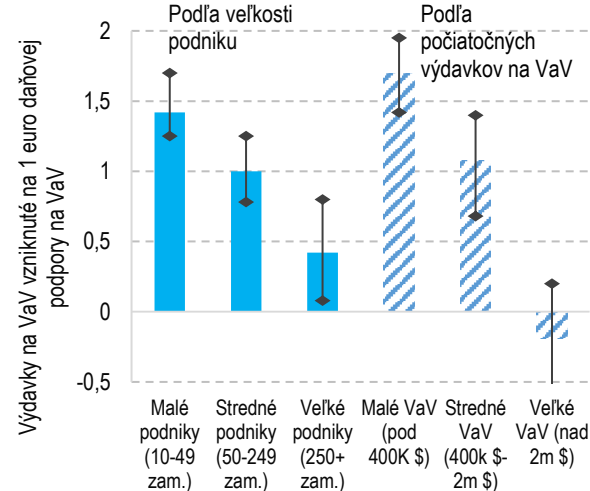 Podľa veľkosti
podniku
Podľa
počiatočných
výdavkov na VaV
Výdavky na VaV vzniknuté na 1 euro daňovej
podpory na VaV
2
1,5
1
0,5
0
-0,5
Malé
podniky
(10-49
zam.)
Stredné
podniky
(50-249
zam.)
Veľké
podniky
(250+
zam.)
Malé VaV
(pod
400K $)
Stredné
VaV
(400k $-
2m $)
Veľké
VaV (nad
2m $)